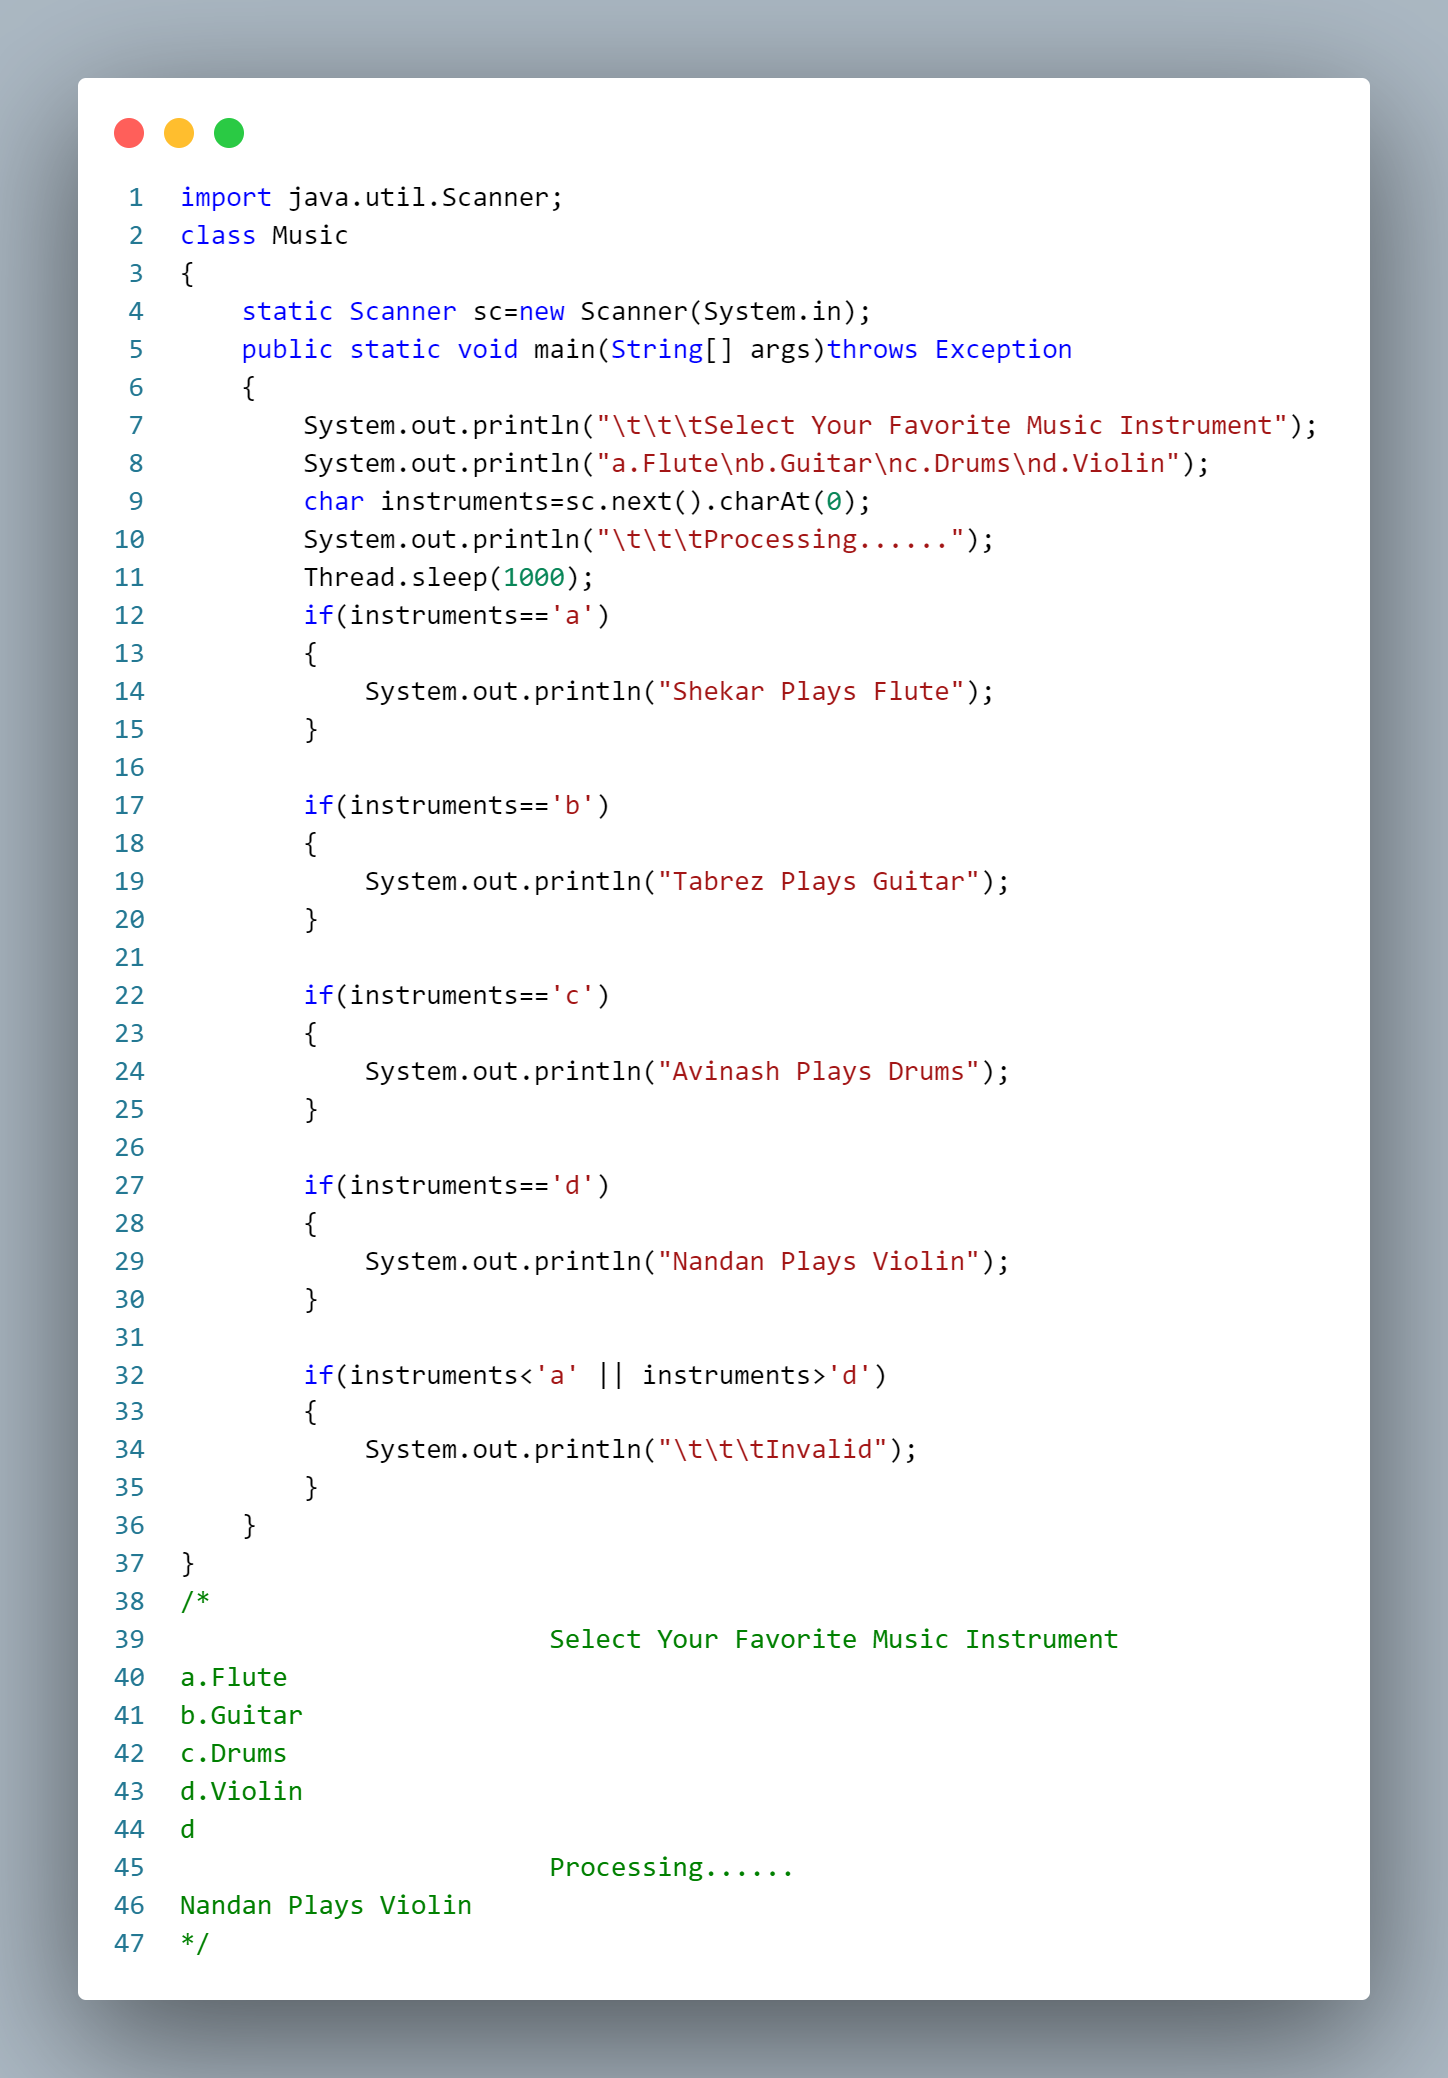 1 import java.util.Scanner;
2 class Music
3 {
4     static Scanner sc=new Scanner(System.in);
5     public static void main(String[] args)throws Exception
6     {
7         System.out.println("\t\t\tSelect Your Favorite Music Instrument");
8         System.out.println("a.Flute\nb.Guitar\nc.Drums\nd.Violin");
9         char instruments=sc.next().charAt(0);
10         System.out.println("\t\t\tProcessing......");
11         Thread.sleep(1000);
12         if(instruments=='a')
13         {
14             System.out.println("Shekar Plays Flute");
15         }
16
17         if(instruments=='b')
18         {
19             System.out.println("Tabrez Plays Guitar");
20         }
21
22         if(instruments=='c')
23         {
24             System.out.println("Avinash Plays Drums");
25         }
26
27         if(instruments=='d')
28         {
29             System.out.println("Nandan Plays Violin");
30         }
31
32         if(instruments<'a' || instruments>'d')
33         {
34             System.out.println("\t\t\tInvalid");
35         }
36     }
37 }
38 /*
39                         Select Your Favorite Music Instrument
40 a.Flute
41 b.Guitar
42 c.Drums
43 d.Violin
44 d
45                         Processing......
46 Nandan Plays Violin
47 */